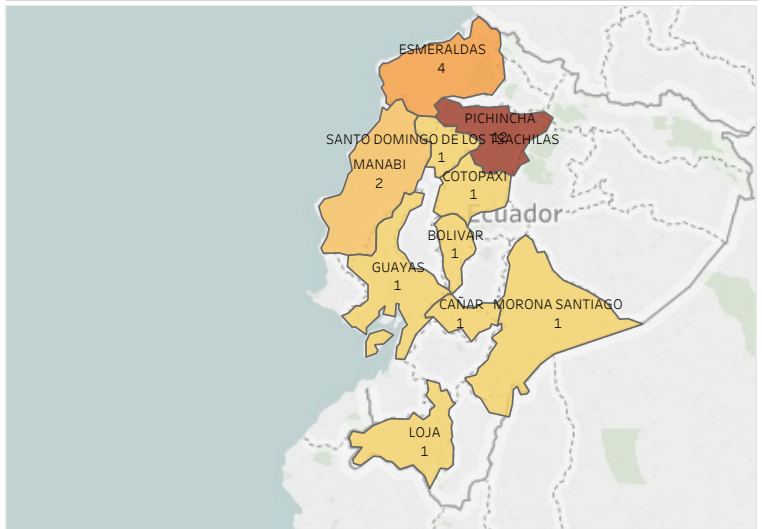 ESMERALDAS
4
PICHINCHA
12
SANTO DOMINGO DE LOS TSACHILAS
1
MANABI
2
COTOPAXI
1
Ecuador
BOLIVAR
1
GUAYAS
1
CAÑAR
1
MORONA SANTIAGO
1
LOJA
1